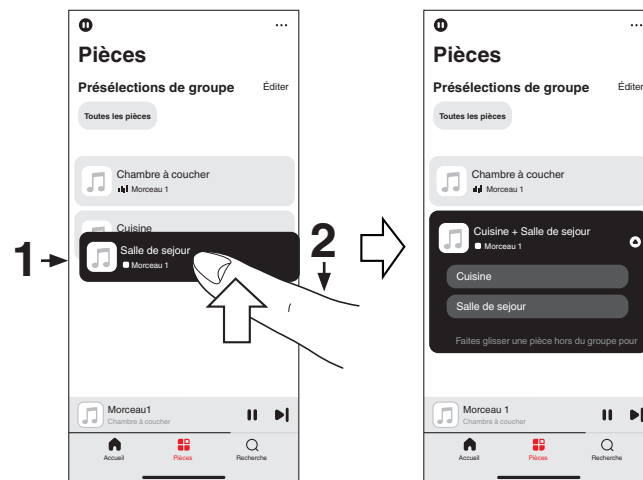 Pièces
Présélections de groupe Éditer
Toutes les pièces
Chambre à coucher
Morceau 1
Cuisine
Salle de sejour
Morceau 1
1
2
Morceau1
Chambre à coucher
Accueil Pièces Recherche
Pièces
Présélections de groupe Éditer
Toutes les pièces
Chambre à coucher
Morceau 1
Cuisine + Salle de sejour
Morceau 1
Cuisine
Salle de sejour
Faites glisser une pièce hors du groupe pour
Morceau 1
Chambre à coucher
Accueil Pièces Recherche